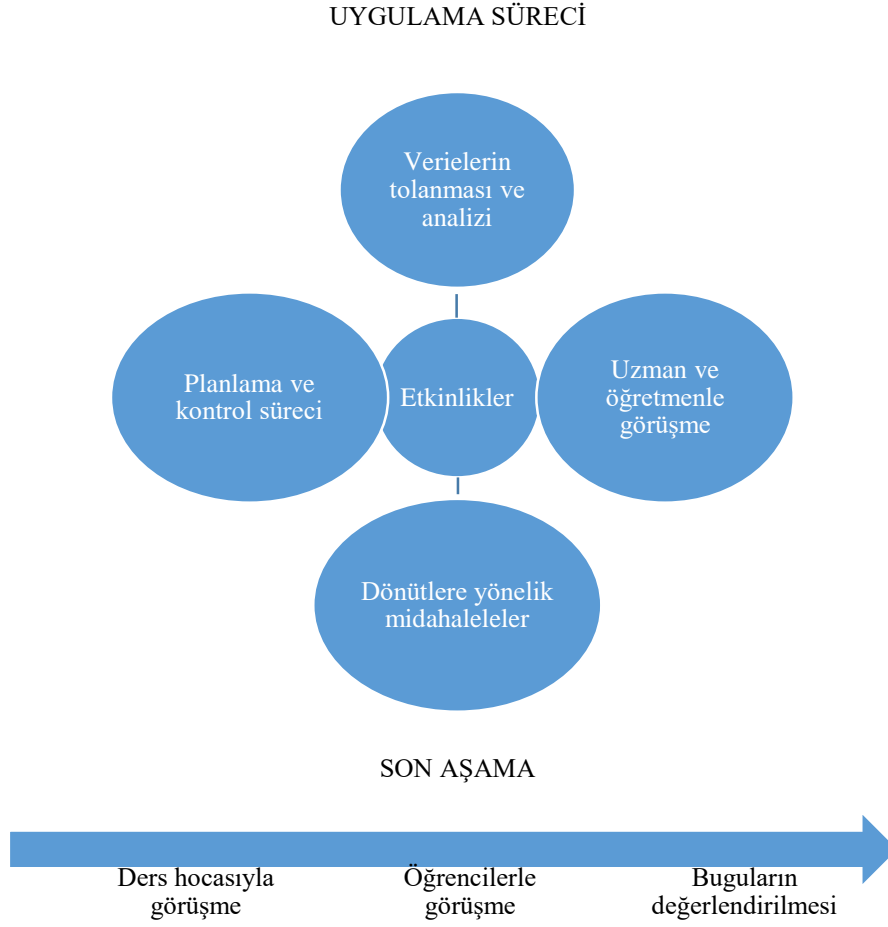 UYGULAMA SÜRECİ
Verielerin
tolanması ve
analizi
Planlama ve
kontrol süreci
Etkinlikler
Uzman ve
öğretmenle
görüşme
Dönütlere yönelik
midahaleleler
SON AŞAMA
Ders hocasıyla
görüşme
Öğrencilerle
görüşme
Buguların
değerlendirilmesi